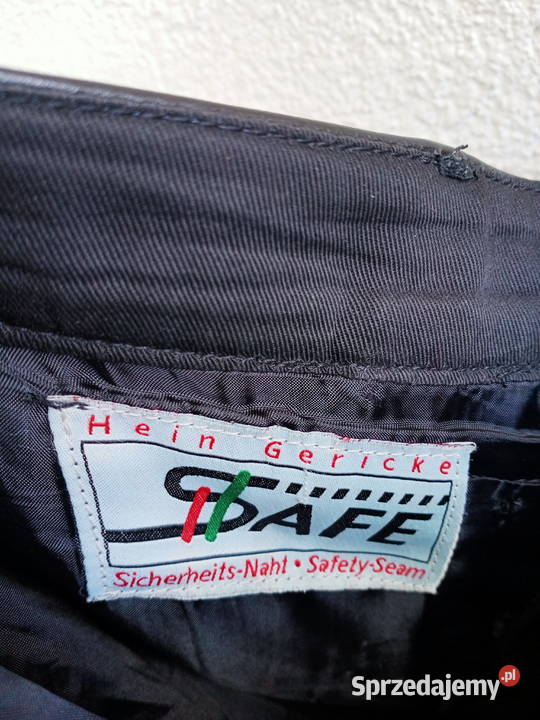 Hein Gericke
SAFE
Sicherheits-Naht • Safety-Seam
Sprzedajemy.pl